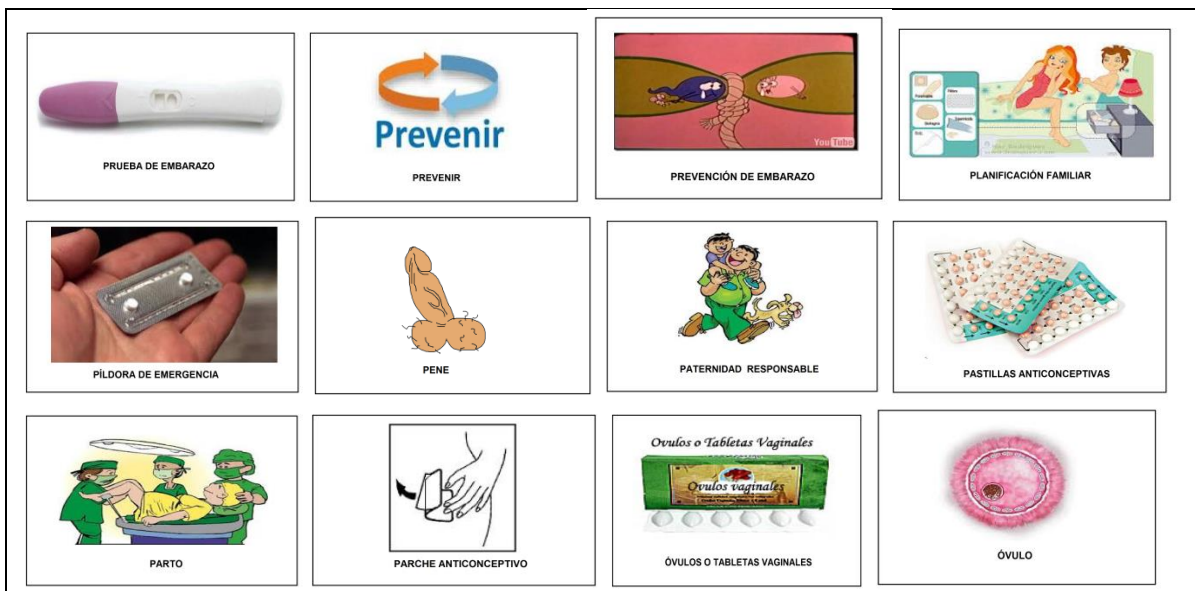 PRUEBA DE EMBARAZO
Prevenir
PREVENIR
YouTube
PREVENCIÓN DE EMBARAZO
PLANIFICACIÓN FAMILIAR
PÍLDORA DE EMERGENCIA
PENE
PATERNIDAD RESPONSABLE
PASTILLAS ANTICONCEPTIVAS
PARTO
PARCHE ANTICONCEPTIVO
Ovulos o Tabletas Vaginales
Ovulos vaginales
ÓVULOS O TABLETAS VAGINALES
ÓVULO